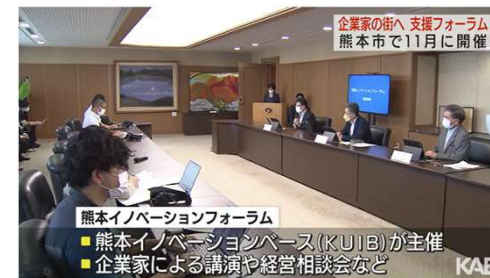 企業家の街へ 支援フォーラム
熊本市で11月に開催
熊本イノベーションフォーラム
■熊本イノベーションベース(KUIB)が主催
■企業家による講演や経営相談会など
KAB